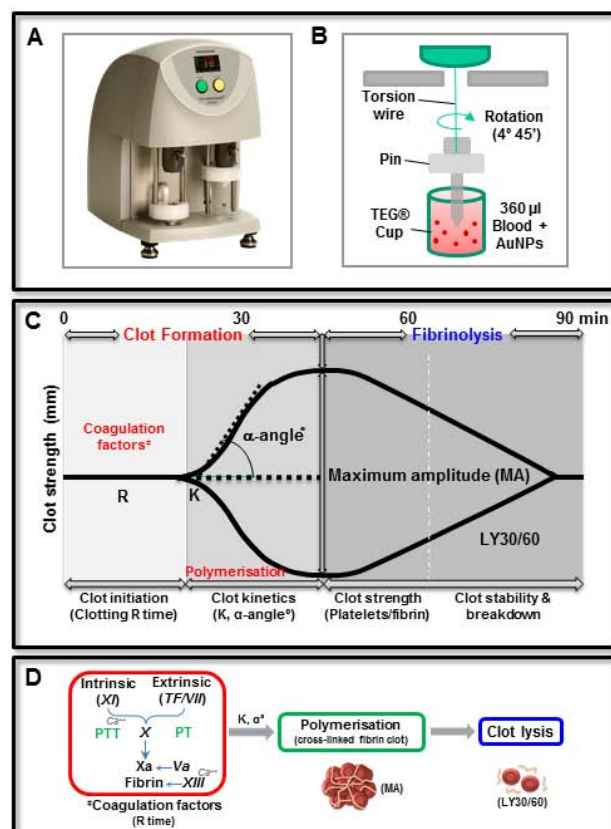 A
B
Torsion
wire
Rotation
(4° 45’)
Pin
TEG®
Cup
360 µl
Blood +
AuNPs
C
0
30
60
90 min
Clot Formation
Fibrinolysis
Clot strength (mm)
Coagulation
factors‡
α-angle°
Maximum amplitude (MA)
R
K
LY30/60
Polymerisation
Clot initiation
(Clotting R time)
Clot kinetics
(K, α-angle°)
Clot strength
(Platelets/fibrin)
Clot stability &
breakdown
D
Intrinsic
(XI)
Extrinsic
(TF/VII)
Ca++
PTT
X
PT
Xa
Va
Ca++
Fibrin
XIII
‡Coagulation factors
(R time)
K, α°
Polymerisation
(cross-linked fibrin clot)
(MA)
Clot lysis
(LY30/60)